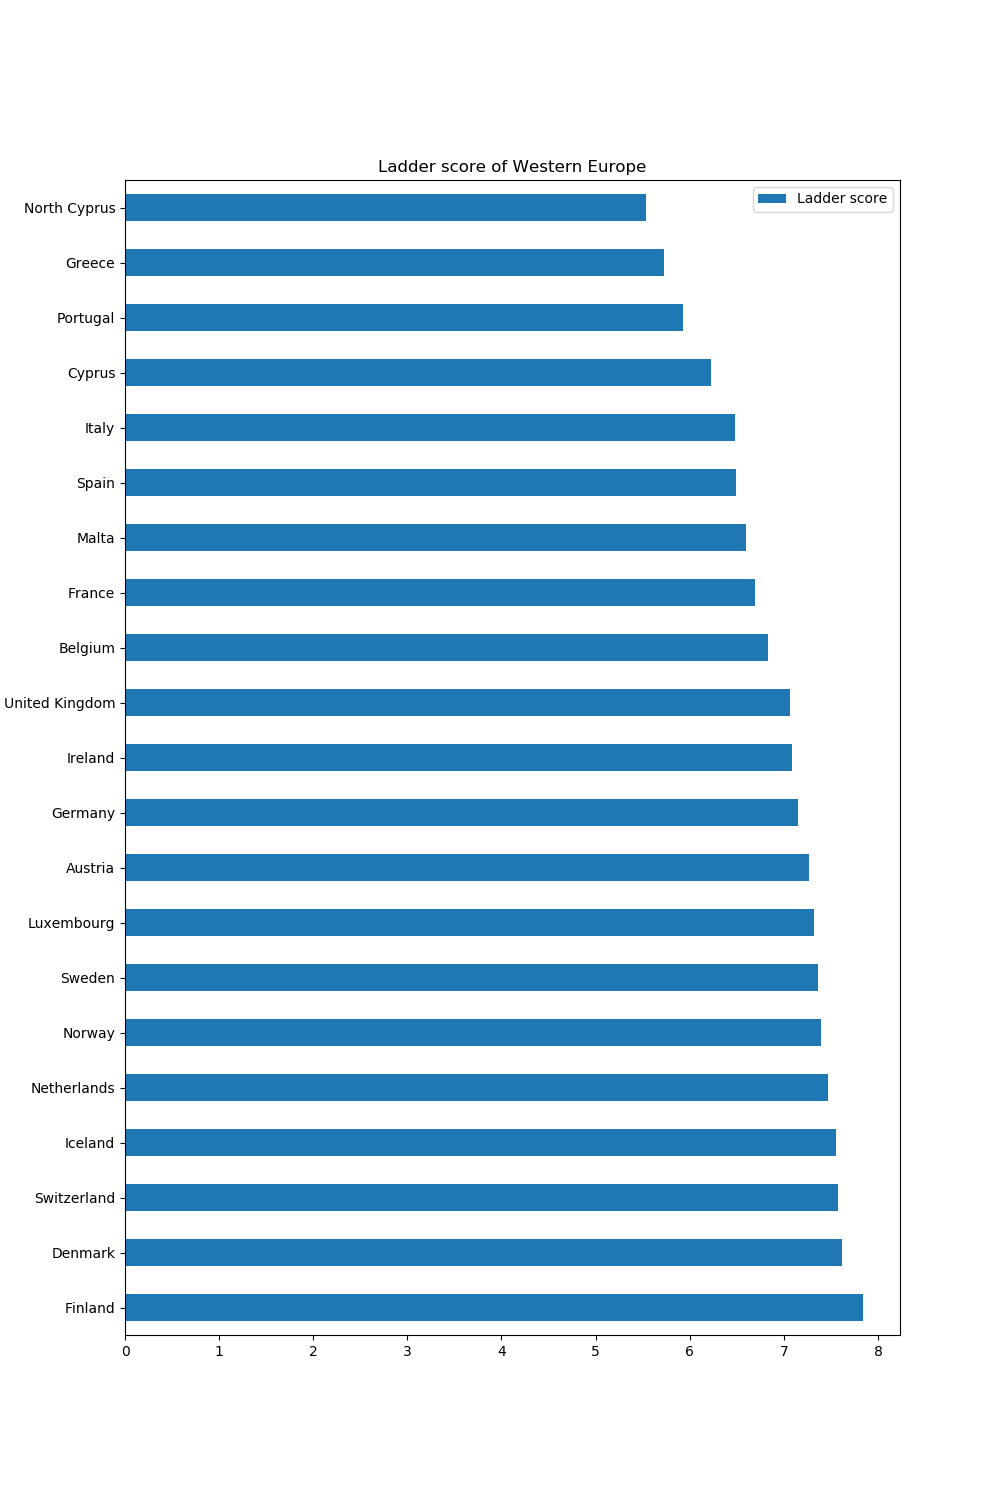 Ladder score of Western Europe
Ladder score
North Cyprus
Greece
Portugal
Cyprus
Italy
Spain
Malta
France
Belgium
United Kingdom
Ireland
Germany
Austria
Luxembourg
Sweden
Norway
Netherlands
Iceland
Switzerland
Denmark
Finland
0 1 2 3 4 5 6 7 8